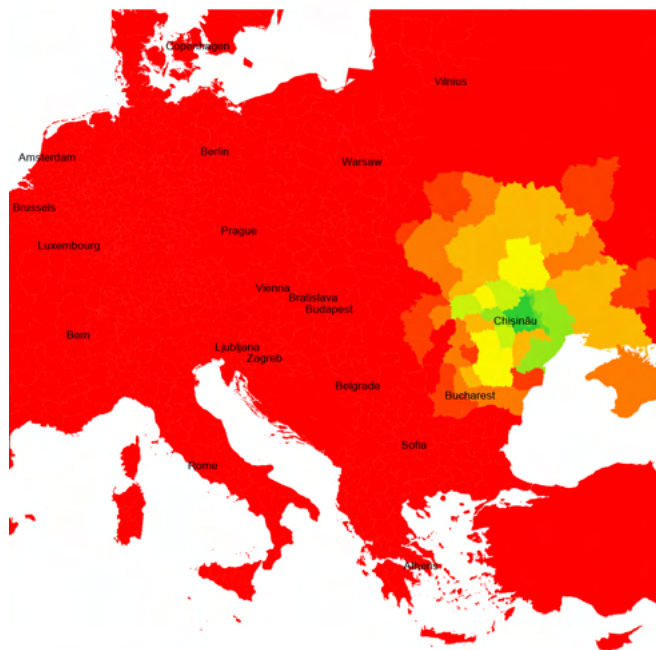 Copenhagen
Vilnius
Berlin
Amsterdam
Warsaw
Brussels
Prague
Luxembourg
Vienna
Bratislava
Budapest
Chișinău
Bern
Ljubljana
Zagreb
Belgrade
Bucharest
Sofia
Rome
Athens